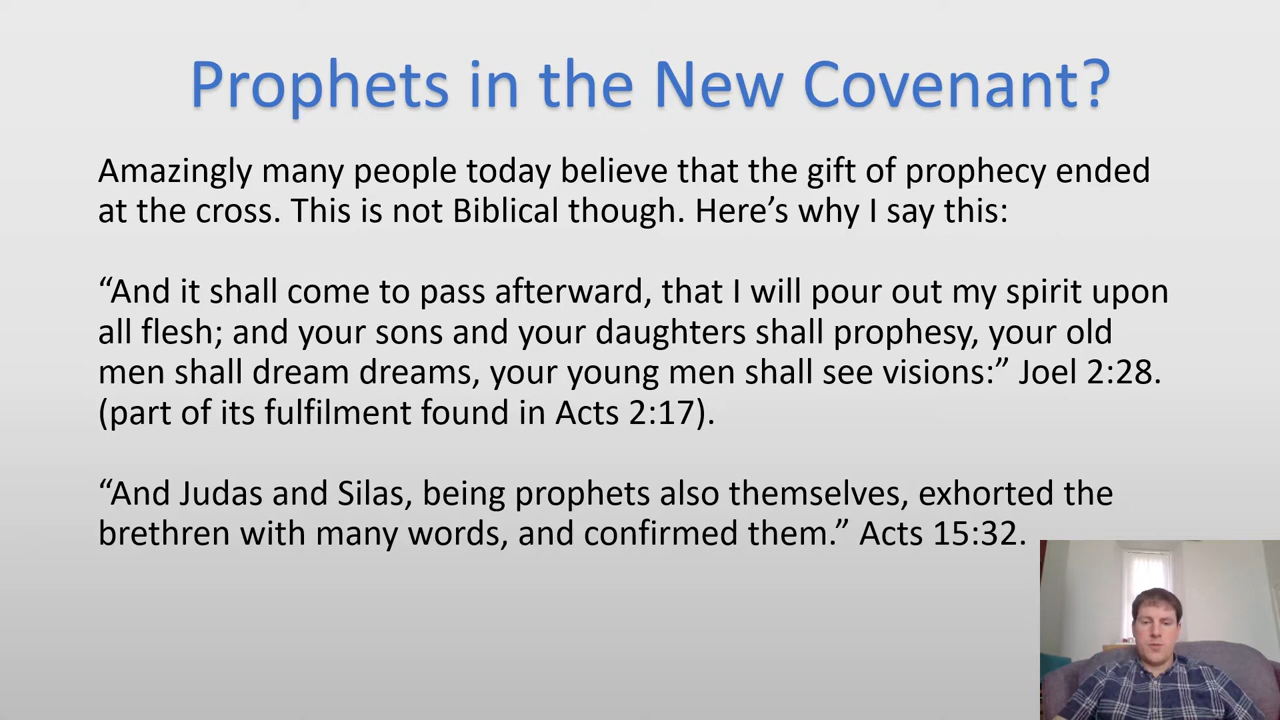 Prophets in the New Covenant?
Amazingly many people today believe that the gift of prophecy ended
at the cross. This is not Biblical though. Here’s why I say this:
“And it shall come to pass afterward, that I will pour out my spirit upon
all flesh; and your sons and your daughters shall prophesy, your old
men shall dream dreams, your young men shall see visions:” Joel 2:28.
(part of its fulfilment found in Acts 2:17).
“And Judas and Silas, being prophets also themselves, exhorted the
brethren with many words, and confirmed them.” Acts 15:32.